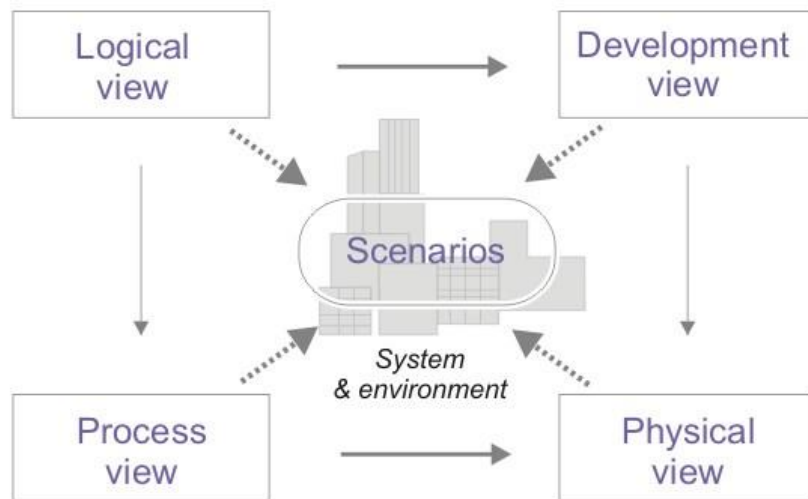 Logical
view
Development
view
Scenarios
System
& environment
Process
view
Physical
view